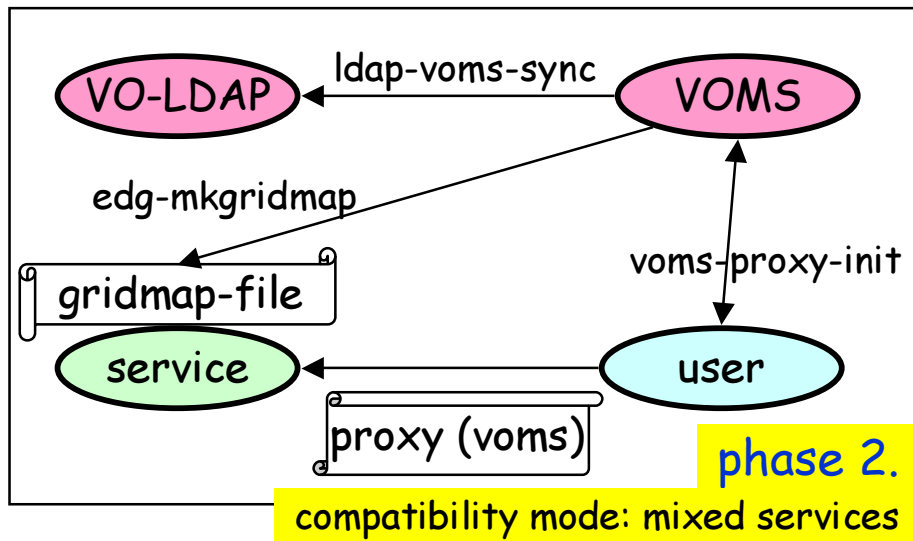 ldap-voms-sync
VO-LDAP
VOMS
edg-mkgridmap
voms-proxy-init
gridmap-file
service
user
proxy (voms)
phase 2.
compatibility mode: mixed services